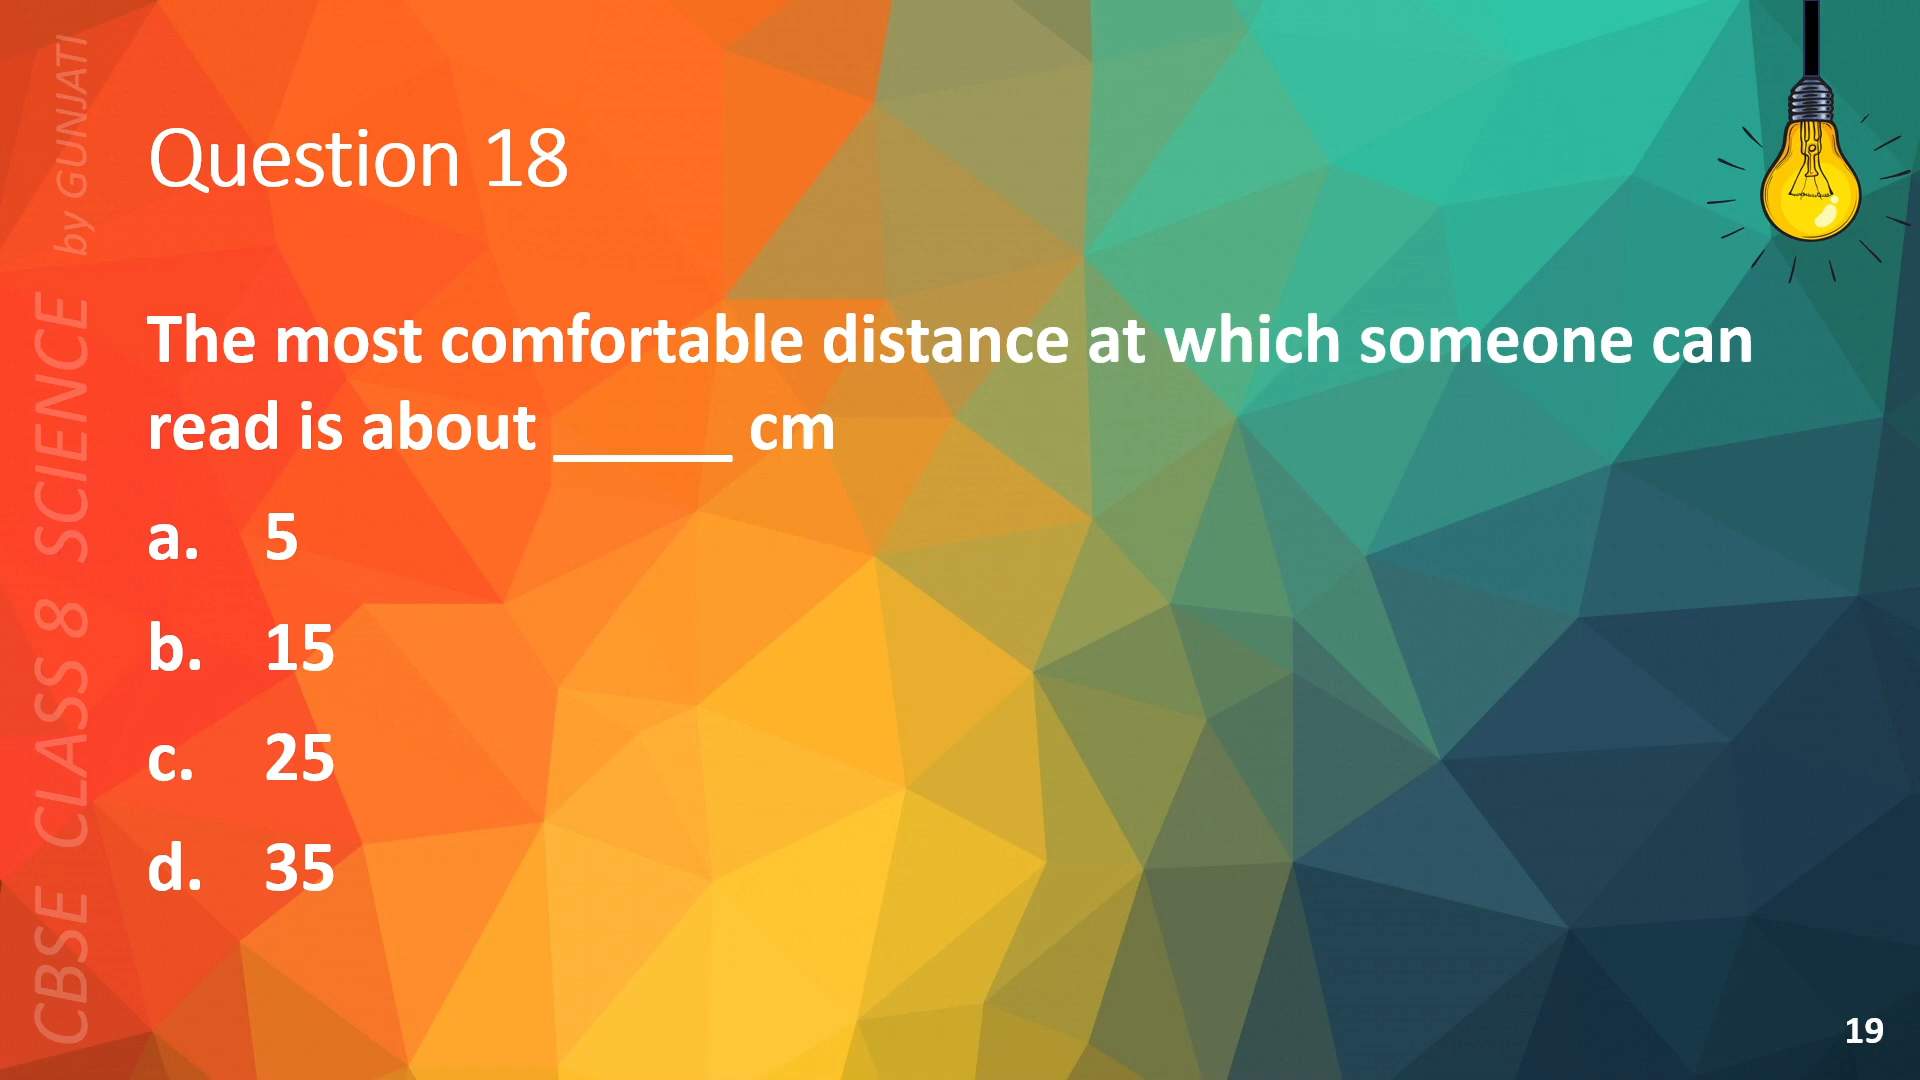 Question 18
The most comfortable distance at which someone can
read is about _____ cm
a. 5
b. 15
c. 25
d. 35
CBSE CLASS 8 SCIENCE by GUNJATI
19